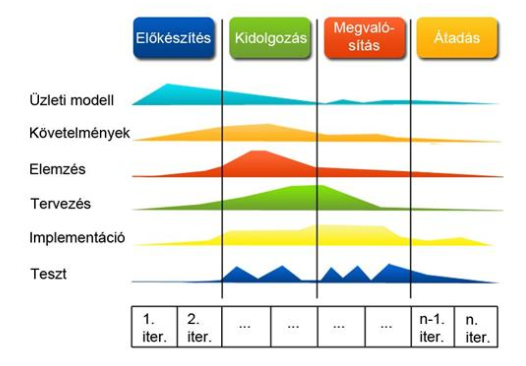 Előkészítés
Kidolgozás
Megvaló-
sítás
Átadás
Üzleti modell
Követelmények
Elemzés
Tervezés
Implementáció
Teszt
1.
iter.
2.
iter.
...
...
...
...
n-1.
iter.
n.
iter.